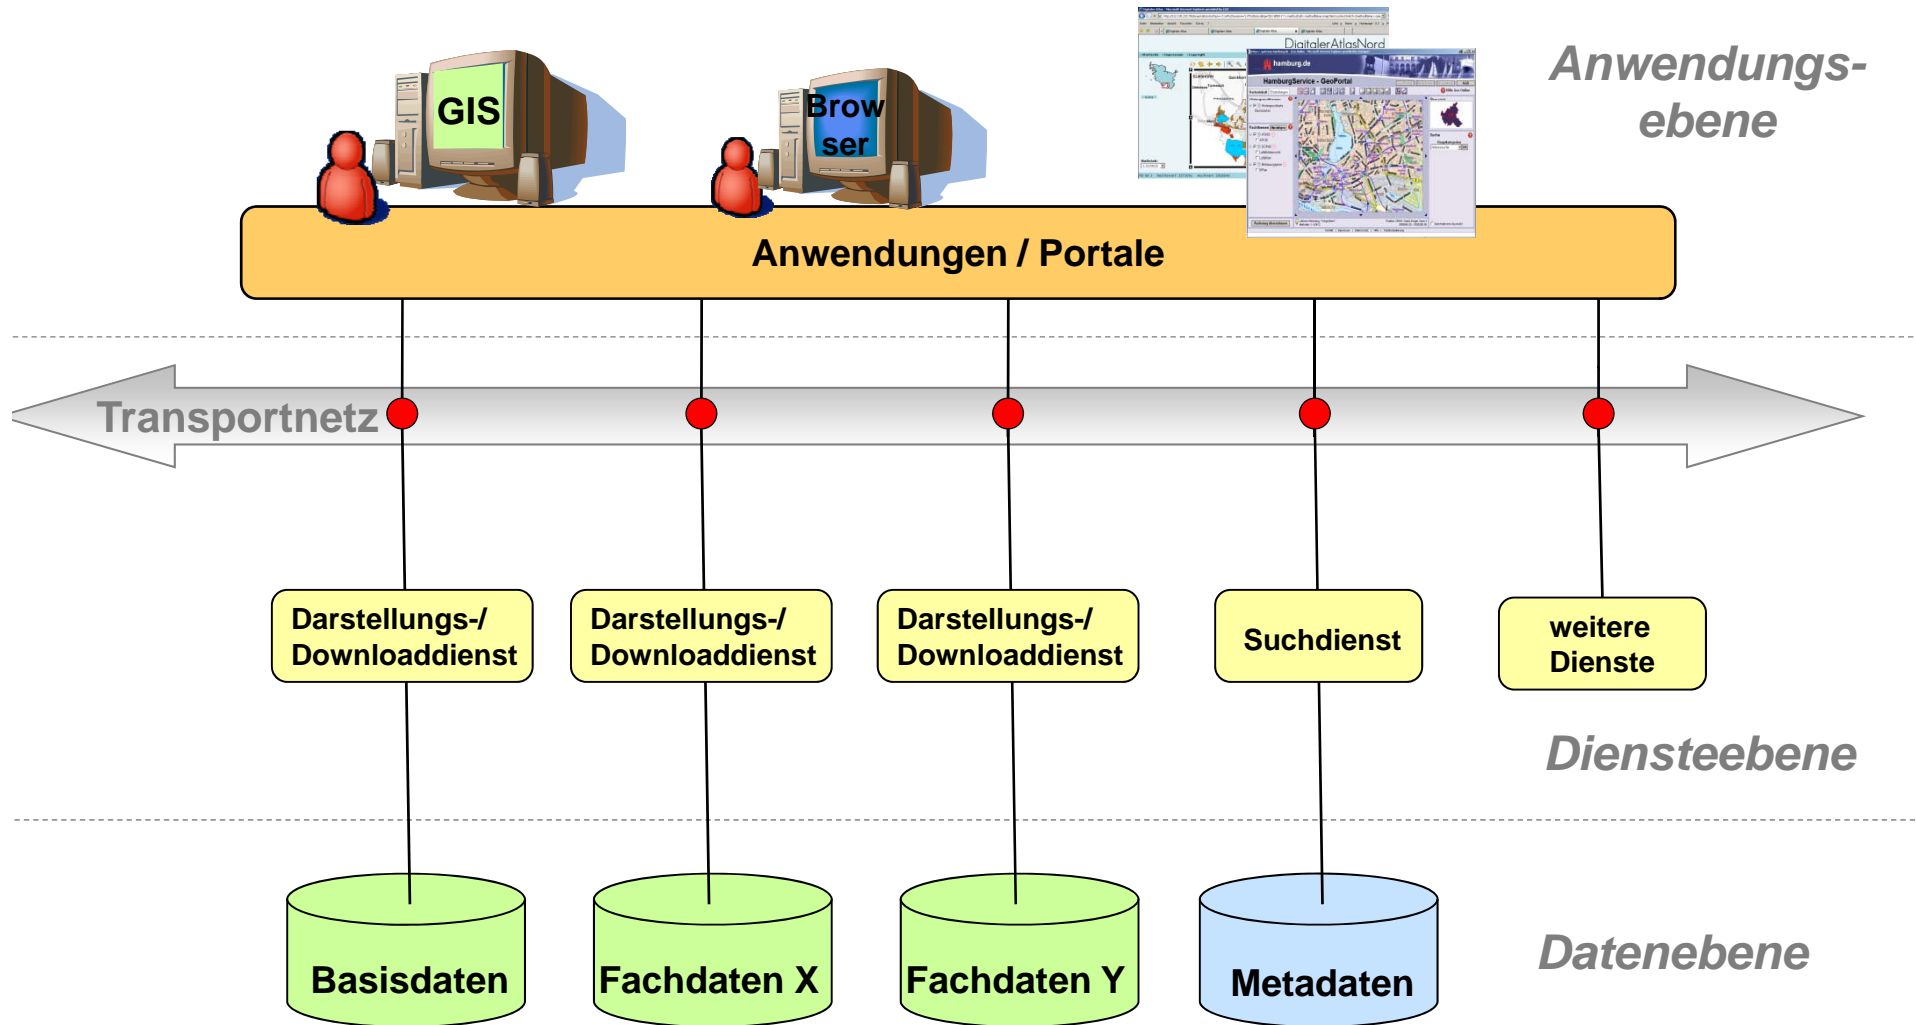 DigitalerAtlasNord
hamburg.de
HamburgService - GeoPortal
Anwendungs-
ebene
GIS
Brow
ser
Anwendungen / Portale
Transportnetz
Darstellungs-/
Downloaddienst
Darstellungs-/
Downloaddienst
Darstellungs-/
Downloaddienst
Suchdienst
weitere
Dienste
Diensteebene
Basisdaten
Fachdaten X
Fachdaten Y
Metadaten
Datenebene